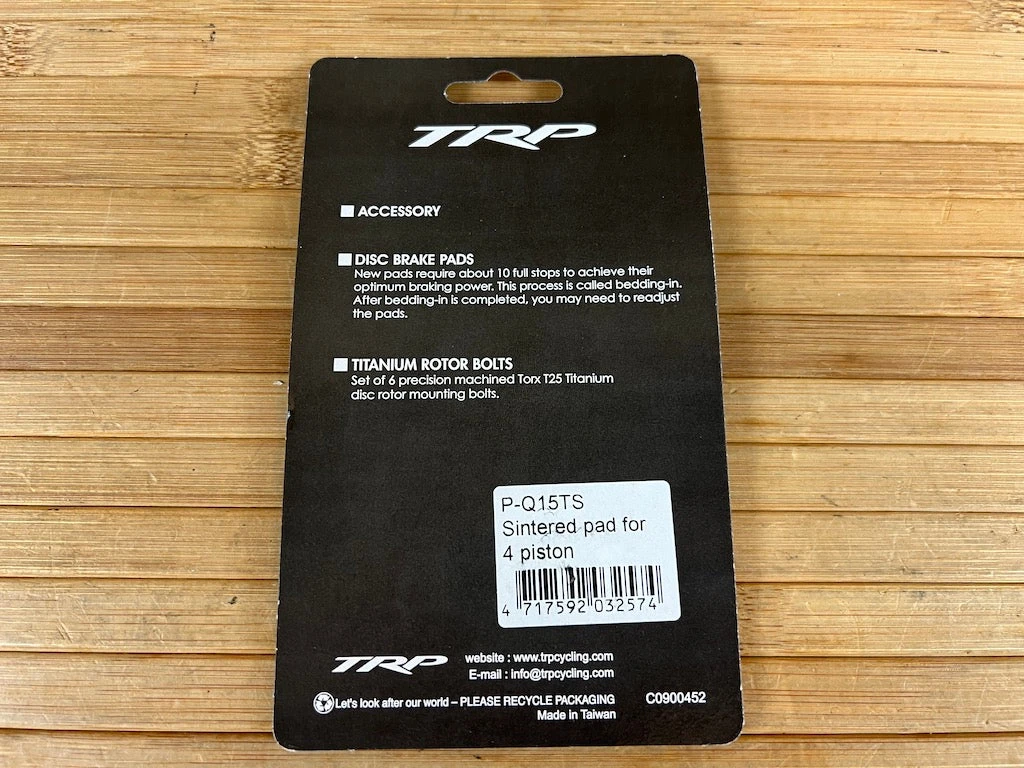 TRP
ACCESSORY
DISC BRAKE PADS
New pads require about 10 full stops to achieve their
optimum braking power. This process is called bedding-in.
After bedding-in is completed, you may need to readjust
the pads.
TITANIUM ROTOR BOLTS
Set of 6 precision machined Torx T25 Titanium
disc rotor mounting bolts.
P-Q15TS
Sintered pad for
4 piston
4 717592 032574
TRP
website : www.trpcycling.com
E-mail : info@trpcycling.com
Let's look after our world – PLEASE RECYCLE PACKAGING
Made in Taiwan
C0900452